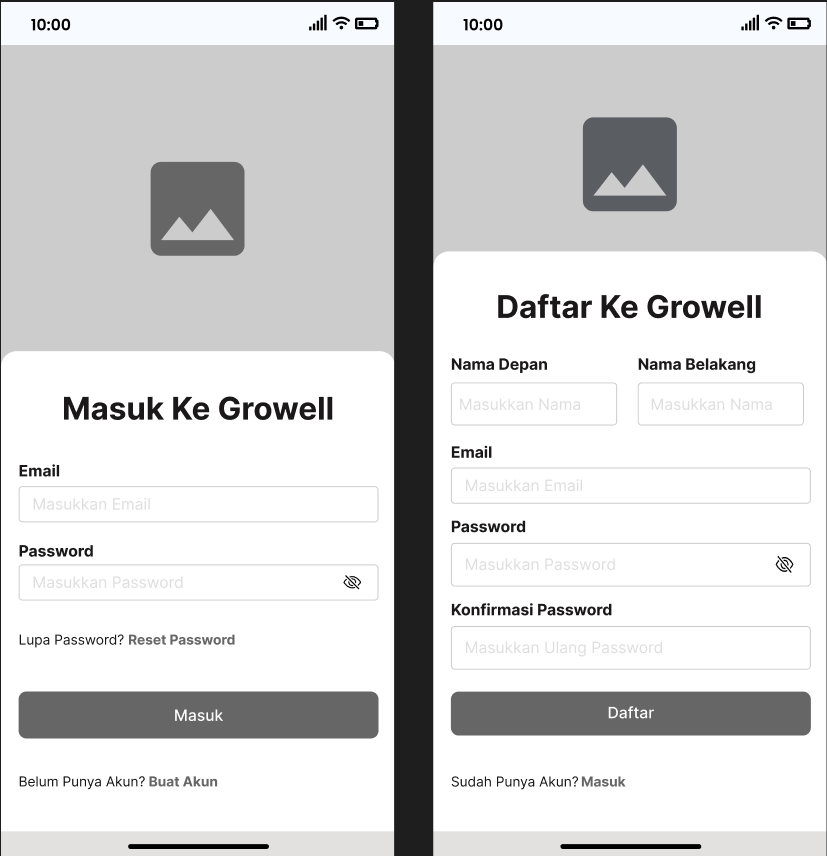 10:00
Masuk Ke Growell
Email
Masukkan Email
Password
Masukkan Password
Lupa Password? Reset Password
Masuk
Belum Punya Akun? Buat Akun
10:00
Daftar Ke Growell
Nama Depan
Nama Belakang
Masukkan Nama
Masukkan Nama
Email
Masukkan Email
Password
Masukkan Password
Konfirmasi Password
Masukkan Ulang Password
Daftar
Sudah Punya Akun? Masuk